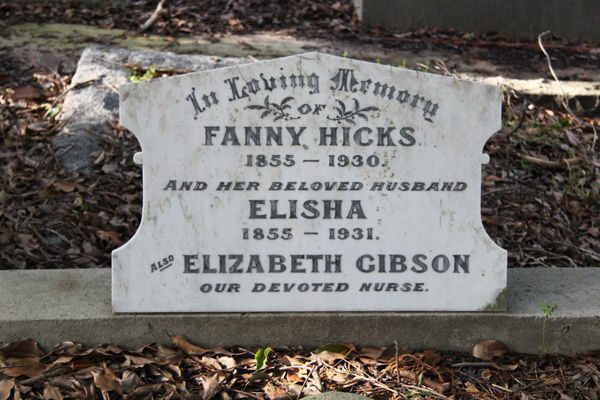 In Loving Memory
OF
FANNY HICKS
1855 — 1930.
AND HER BELOVED HUSBAND
ELISHA
1855 — 1931.
ALSO ELIZABETH GIBSON
OUR DEVOTED NURSE.